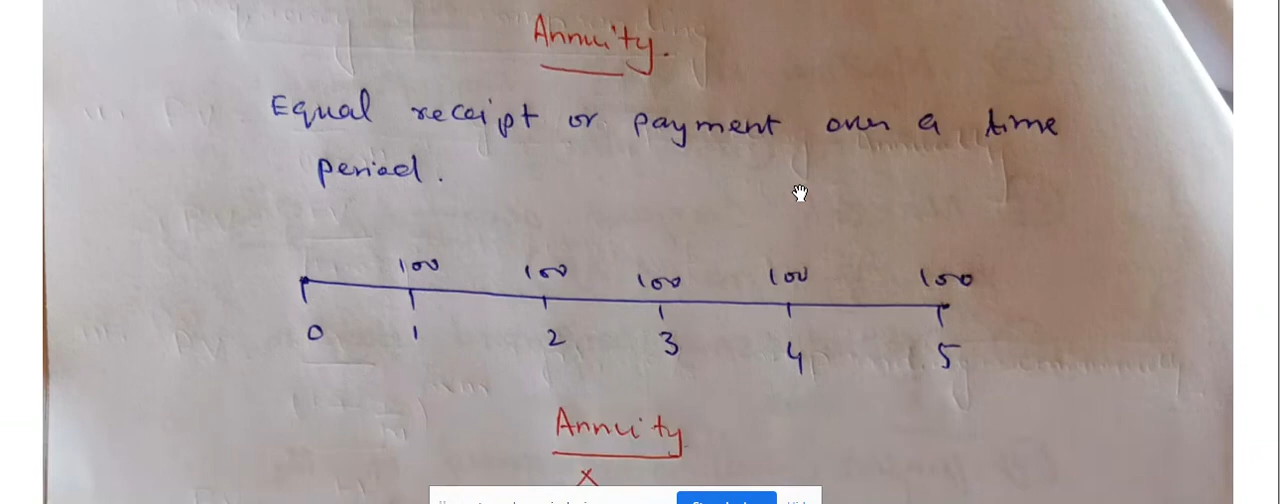 Annuity.
Equal receipt or payment over a time
period.
100 100 100 100 100
0 1 2 3 4 5
Annuity
x